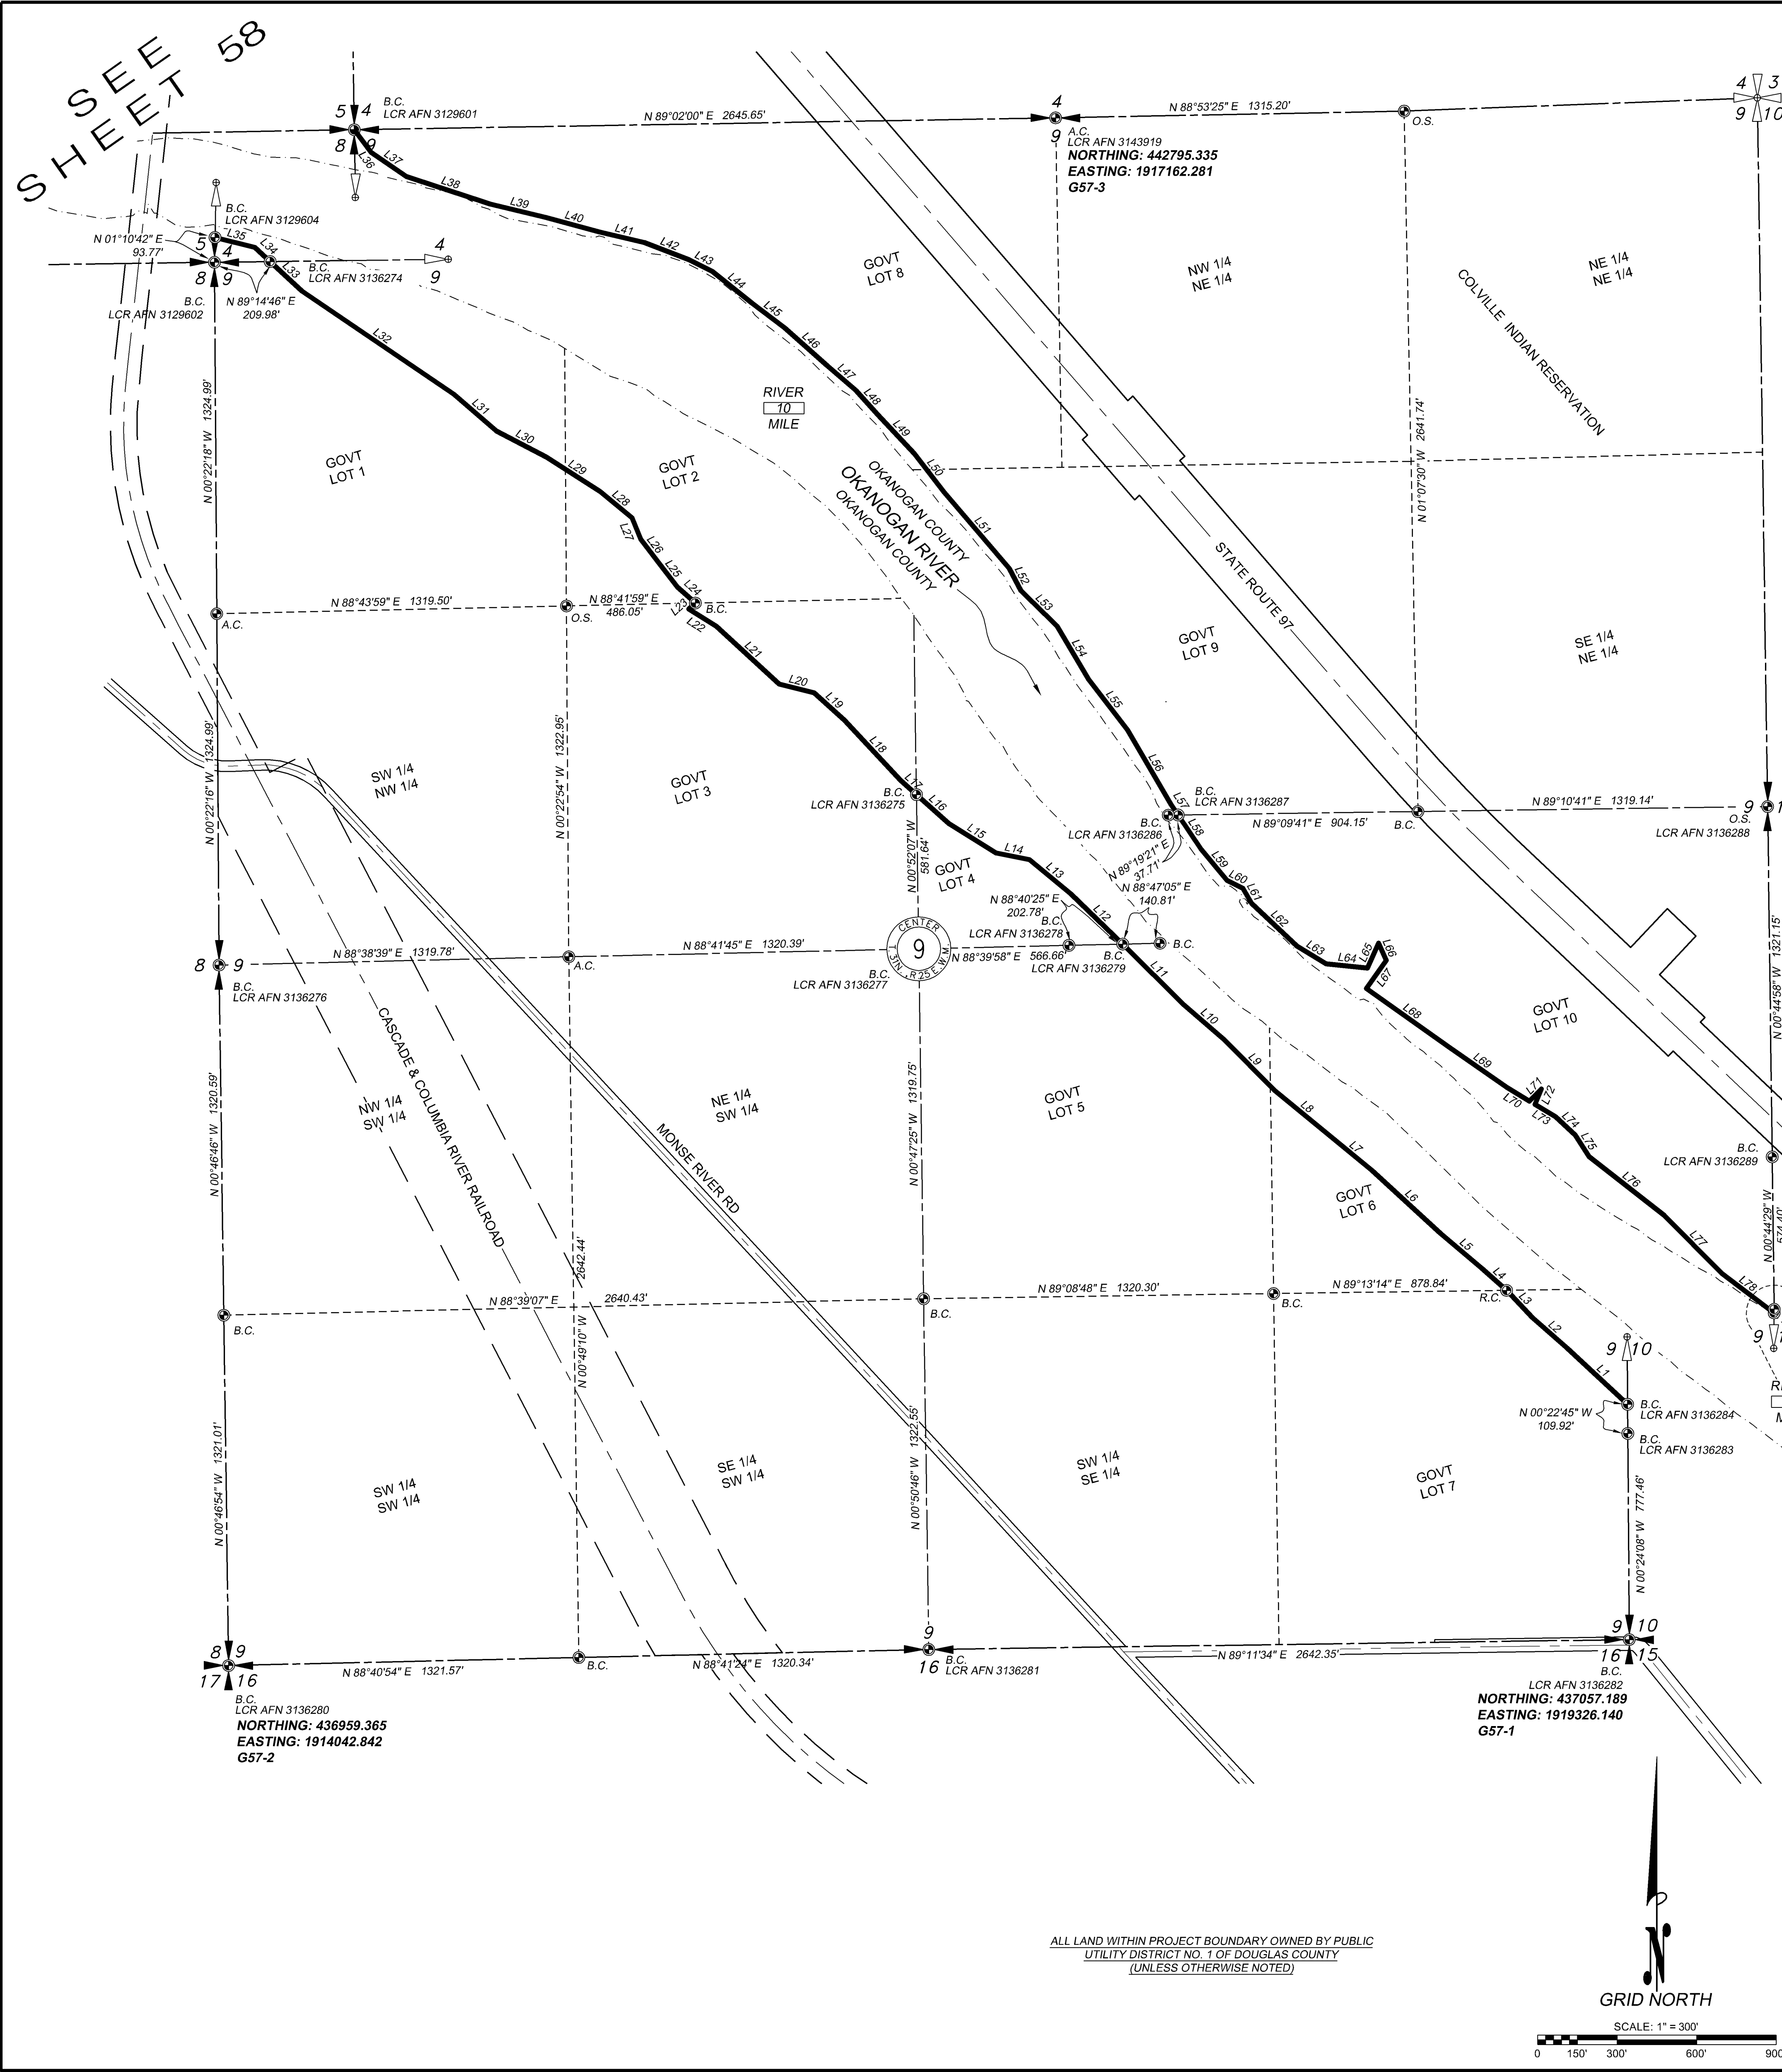 SEE
SHEET 58
5 4
8 9
B.C.
LCR AFN 3129601
N 89°02'00" E 2645.65'
4
9
A.C.
LCR AFN 3143919
NORTHING: 442795.335
EASTING: 1917162.281
G57-3
N 88°53'25" E 1315.20'
O.S.
4 3
9 10
B.C.
LCR AFN 3129604
N 01°10'42" E
93.77'
5 4
8 9
B.C.
LCR AFN 3129602
N 89°14'46" E
209.98'
B.C.
LCR AFN 3136274
4
9
L36
L37
L38
L39
L40
L41
L42
L43
L44
L45
L46
L47
L48
L49
L50
L51
L52
L53
L54
L55
L56
L57
L35
L34
L33
L32
L31
L30
L29
L28
L27
L26
L25
L24
L23
L22
L21
L20
L19
L18
L17
L16
L15
L14
L13
L12
L11
L10
L9
L8
L7
L6
L5
L4
L3
L2
L1
GOVT
LOT 8
NW 1/4
NE 1/4
NE 1/4
NE 1/4
COLVILLE INDIAN RESERVATION
N 00°22'18" W 1324.99'
GOVT
LOT 1
GOVT
LOT 2
RIVER
10
MILE
OKANOGAN COUNTY
OKANOGAN RIVER
OKANOGAN COUNTY
N 01°07'30" W 2641.74'
STATE ROUTE 97
A.C.
N 88°43'59" E 1319.50'
O.S.
N 88°41'59" E
486.05'
B.C.
GOVT
LOT 9
SE 1/4
NE 1/4
N 00°22'16" W 1324.99'
SW 1/4
NW 1/4
N 00°22'54" W 1322.95'
GOVT
LOT 3
B.C.
LCR AFN 3136275
N 00°52'07" W
581.64'
GOVT
LOT 4
B.C.
LCR AFN 3136287
B.C.
LCR AFN 3136286
N 89°19'21" E
37.71'
N 89°09'41" E 904.15'
B.C.
N 89°10'41" E 1319.14'
9
O.S.
LCR AFN 3136288
N 88°47'05" E
140.81'
N 88°40'25" E
202.78'
B.C.
LCR AFN 3136278
B.C.
N 88°39'58" E 566.66'
B.C.
LCR AFN 3136279
8 9
B.C.
LCR AFN 3136276
N 88°38'39" E 1319.78'
A.C.
N 88°41'45" E 1320.39'
CENTER
9
T 31N., R 25 E. W.M.
B.C.
LCR AFN 3136277
L58
L59
L60
L61
L62
L63
L64
L65
L66
L67
L68
L69
L70
L71
L72
L73
L74
L75
L76
L77
L78
GOVT
LOT 10
N 00°44'58" W 1321.15'
B.C.
LCR AFN 3136289
N 00°44'29" W
574.40'
9
N 00°46'46" W 1320.59'
NW 1/4
SW 1/4
CASCADE & COLUMBIA RIVER RAILROAD
NE 1/4
SW 1/4
MONSE RIVER RD
N 00°47'25" W 1319.75'
GOVT
LOT 5
GOVT
LOT 6
B.C.
N 88°39'07" E 2640.43'
B.C.
N 89°08'48" E 1320.30'
B.C.
N 89°13'14" E 878.84'
R.C.
9 10
N 00°49'10" W 2642.44'
N 00°22'45" W
109.92'
B.C.
LCR AFN 3136284
B.C.
LCR AFN 3136283
N 00°46'54" W 1321.01'
SW 1/4
SW 1/4
SE 1/4
SW 1/4
N 00°50'46" W 1322.55'
SW 1/4
SE 1/4
GOVT
LOT 7
N 00°24'08" W 777.46'
8 9
17 16
B.C.
LCR AFN 3136280
NORTHING: 436959.365
EASTING: 1914042.842
G57-2
N 88°40'54" E 1321.57'
B.C.
N 88°41'24" E 1320.34'
9
16
B.C.
LCR AFN 3136281
N 89°11'34" E 2642.35'
9 10
16 15
B.C.
LCR AFN 3136282
NORTHING: 437057.189
EASTING: 1919326.140
G57-1
ALL LAND WITHIN PROJECT BOUNDARY OWNED BY PUBLIC
UTILITY DISTRICT NO. 1 OF DOUGLAS COUNTY
(UNLESS OTHERWISE NOTED)
N
GRID NORTH
SCALE: 1" = 300'
0 150' 300' 600' 900